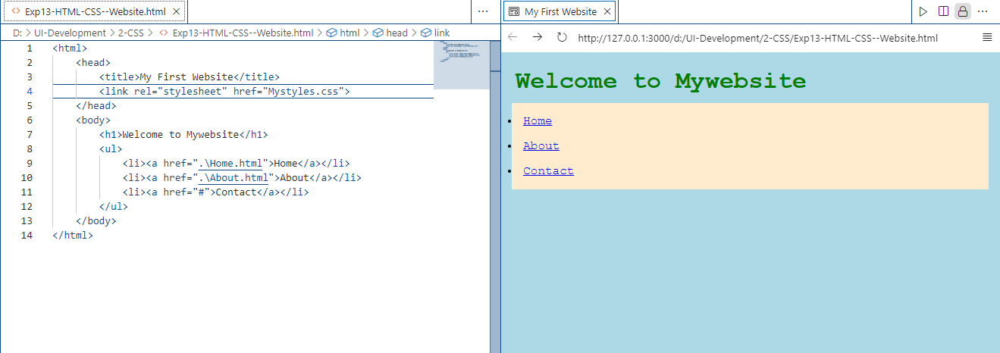 Exp13-HTML-CSS--Website.html
D: > UI-Development > 2-CSS > Exp13-HTML-CSS--Website.html > html > head > link
1 <html>
2 <head>
3 <title>My First Website</title>
4 <link rel="stylesheet" href="Mystyles.css">
5 </head>
6 <body>
7 <h1>Welcome to Mywebsite</h1>
8 <ul>
9 <li><a href=".\Home.html">Home</a></li>
10 <li><a href=".\About.html">About</a></li>
11 <li><a href="#">Contact</a></li>
12 </ul>
13 </body>
14 </html>
My First Website
http://127.0.0.1:3000/d:/UI-Development/2-CSS/Exp13-HTML-CSS--Website.html
Welcome to Mywebsite
Home
About
Contact